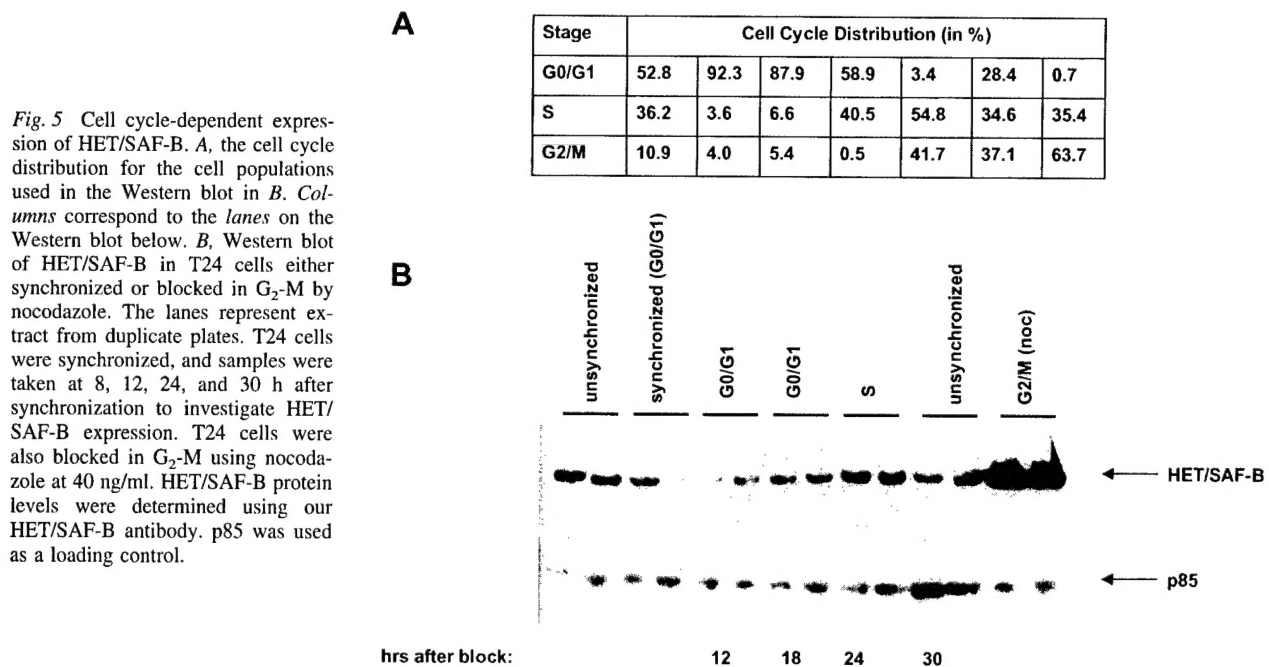 A
Stage Cell Cycle Distribution (in %)
G0/G1 52.8 92.3 87.9 58.9 3.4 28.4 0.7
S 36.2 3.6 6.6 40.5 54.8 34.6 35.4
G2/M 10.9 4.0 5.4 0.5 41.7 37.1 63.7
Fig. 5 Cell cycle-dependent expres-
sion of HET/SAF-B. A, the cell cycle
distribution for the cell populations
used in the Western blot in B. Col-
umns correspond to the lanes on the
Western blot below. B, Western blot
of HET/SAF-B in T24 cells either
synchronized or blocked in G2-M by
nocodazole. The lanes represent ex-
tract from duplicate plates. T24 cells
were synchronized, and samples were
taken at 8, 12, 24, and 30 h after
synchronization to investigate HET/
SAF-B expression. T24 cells were
also blocked in G2-M using nocoda-
zole at 40 ng/ml. HET/SAF-B protein
levels were determined using our
HET/SAF-B antibody. p85 was used
as a loading control.
B
unsynchronized
synchronized (G0/G1)
G0/G1
G0/G1
S
unsynchronized
G2/M (noc)
HET/SAF-B
p85
hrs after block: 12 18 24 30